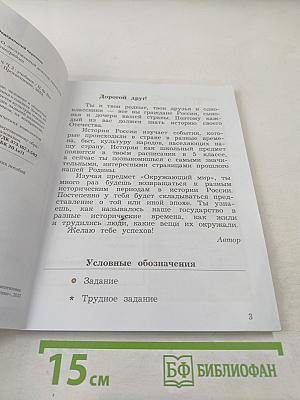 Дорогой друг!
Ты и твои родные, твои друзья и одно-
классники — все вы граждане России, сыно-
вья и дочери нашей страны. Поэтому каж-
дый из вас должен знать историю своего
Отечества.
История России изучает события, кото-
рые происходили в стране в разные време-
на, быт, культуру народов, населяющих на-
шу страну. История как школьный предмет
появится в твоём расписании в 5 классе,
а сейчас ты познакомишься с самыми значи-
тельными, интересными страницами прошлого
нашей Родины.
Изучая предмет «Окружающий мир», ты
много раз будешь возвращаться к разным
историческим периодам в истории России.
Постепенно у тебя будет складываться пред-
ставление о той или иной эпохе. Ты узна-
ешь, как называлось наше государство в
разные исторические времена, как жили
и трудились люди, какие вещи их окружали.
Желаю тебе успехов!
Автор
Условные обозначения
Задание
* Трудное задание
3
15 см
БФ БИБЛИОФАН